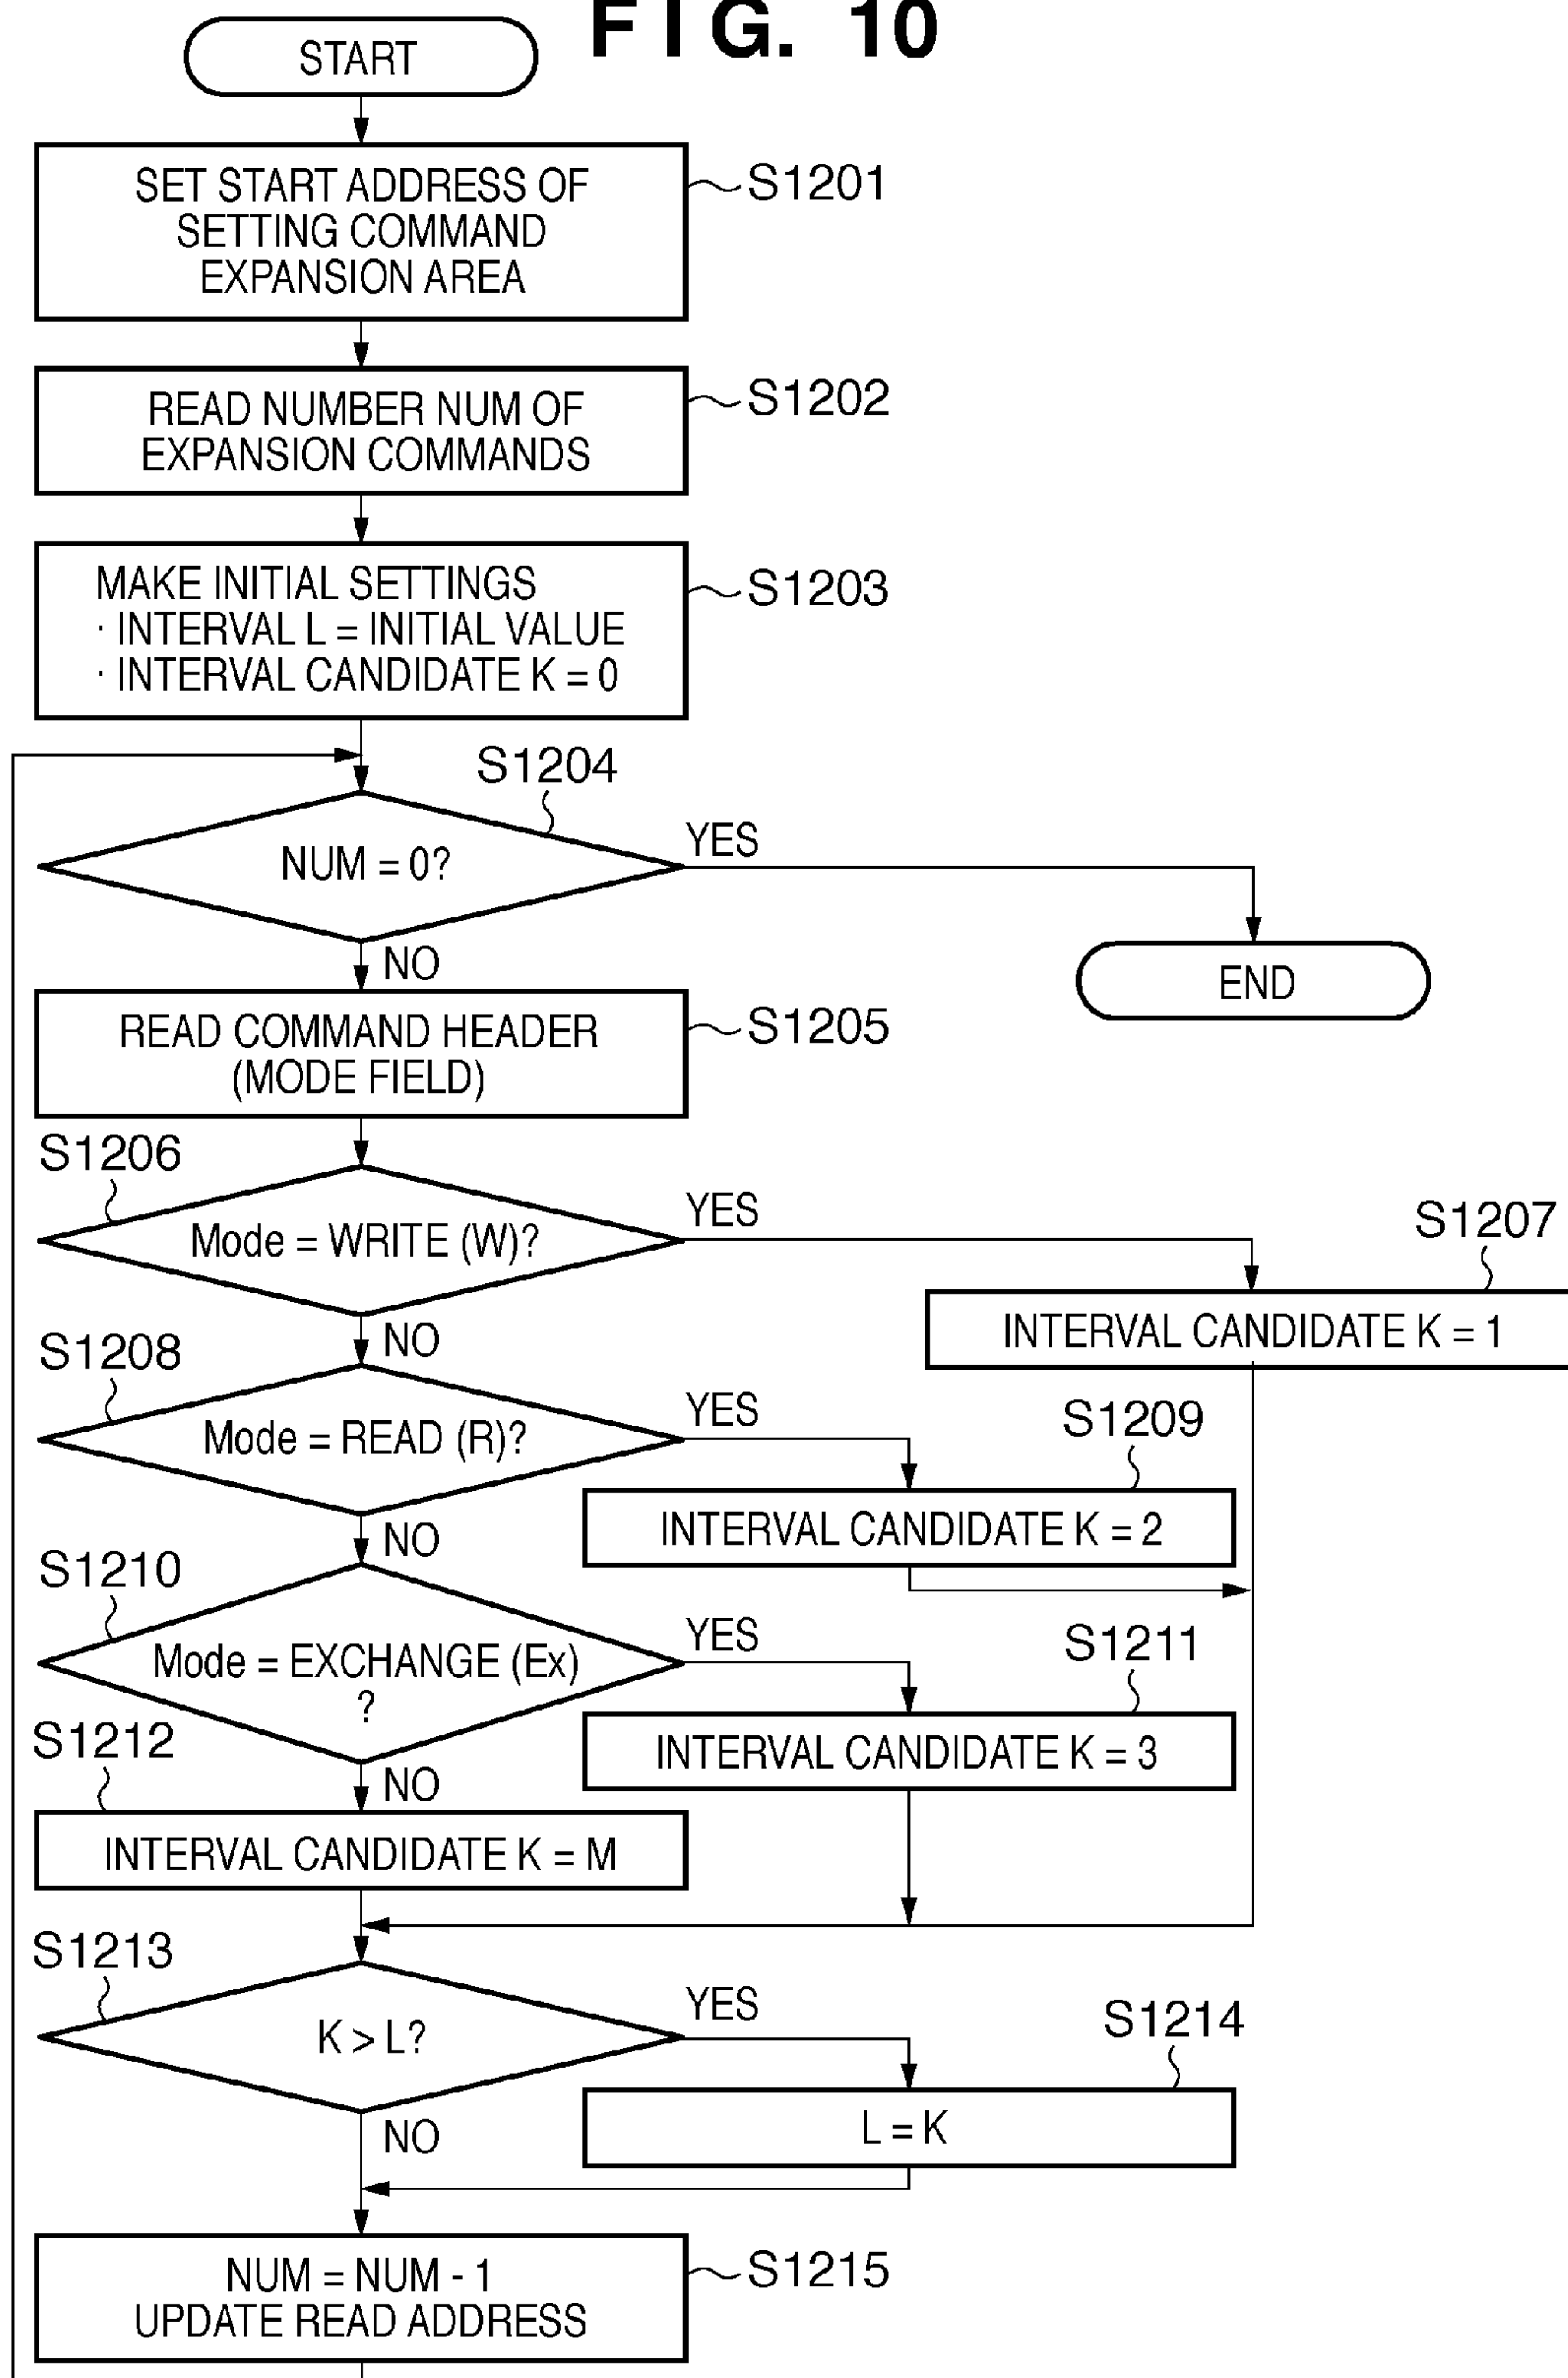 FIG. 10
START
SET START ADDRESS OF
SETTING COMMAND
EXPANSION AREA
S1201
READ NUMBER NUM OF
EXPANSION COMMANDS
S1202
MAKE INITIAL SETTINGS
· INTERVAL L = INITIAL VALUE
· INTERVAL CANDIDATE K = 0
S1203
S1204
NUM = 0?
YES
NO
END
READ COMMAND HEADER
(MODE FIELD)
S1205
S1206
Mode = WRITE (W)?
YES
NO
S1207
INTERVAL CANDIDATE K = 1
S1208
Mode = READ (R)?
YES
NO
S1209
INTERVAL CANDIDATE K = 2
S1210
Mode = EXCHANGE (Ex)
?
YES
NO
S1211
INTERVAL CANDIDATE K = 3
S1212
INTERVAL CANDIDATE K = M
S1213
K > L?
YES
NO
S1214
L = K
NUM = NUM - 1
UPDATE READ ADDRESS
S1215